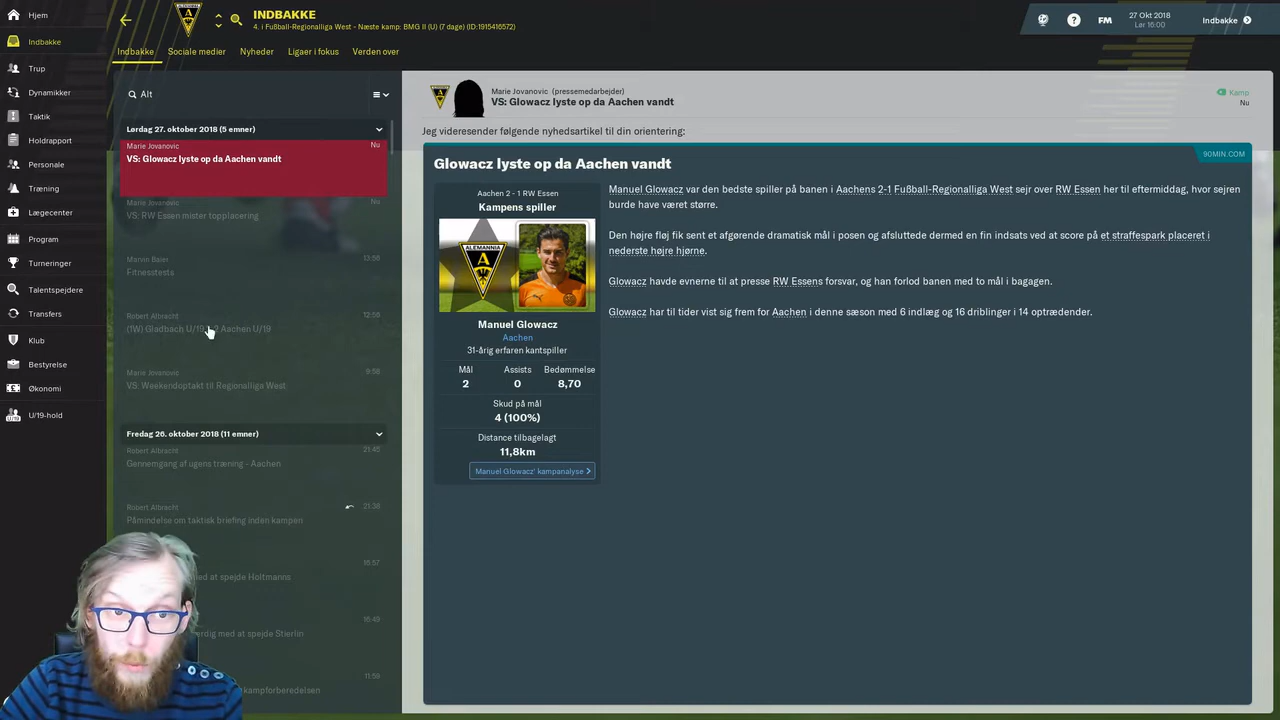 Hjem
Indbakke
Trup
Dynamikker
Taktik
Holdrapport
Personale
Træning
Lægecenter
Program
Turneringer
Talentspejdere
Transfers
Klub
Bestyrelse
Økonomi
U/19-hold
INDBAKKE
4. i Fußball-Regionalliga West - Næste kamp: BMG II (U) (7 dage) (ID:1915416572)
FM
27 Okt 2018
Lør 16:00
Indbakke
Indbakke Sociale medier Nyheder Ligaer i fokus Verden over
Alt
Lørdag 27. oktober 2018 (5 emner)
Marie Jovanovic Nu
VS: Glowacz lyste op da Aachen vandt
Marie Jovanovic Nu
VS: RW Essen mister topplacering
Marvin Baier 13:58
Fitnesstests
Robert Albrecht 12:58
(1W) Gladbach U/19 Aachen U/19
Marie Jovanovic 9:58
VS: Weekendoptakt til Regionalliga West
Fredag 26. oktober 2018 (11 emner)
Robert Albrecht 21:45
Gennemgang af ugens træning - Aachen
Robert Albrecht 21:38
Påmindelse om taktisk briefing inden kampen
16:57
ed at spejde Holtmanns
16:49
ærdig med at spejde Stierlin
11:59
kampforberedelsen
Marie Jovanovic (pressemedarbejder)
VS: Glowacz lyste op da Aachen vandt
Kamp
Nu
Jeg videresender følgende nyhedsartikel til din orientering:
90MIN.COM
Glowacz lyste op da Aachen vandt
Aachen 2 - 1 RW Essen
Kampens spiller
ALEMANNIA
A
Manuel Glowacz
Aachen
31-årig erfaren kantspiller
Mål Assists Bedømmelse
2 0 8,70
Skud på mål
4 (100%)
Distance tilbagelagt
11,8km
Manuel Glowacz' kampanalyse
Manuel Glowacz var den bedste spiller på banen i Aachens 2-1 Fußball-Regionalliga West sejr over RW Essen her til eftermiddag, hvor sejren
burde have været større.
Den højre fløj fik sent et afgørende dramatisk mål i posen og afsluttede dermed en fin indsats ved at score på et straffespark placeret i
nederste højre hjørne.
Glowacz havde evnerne til at presse RW Essens forsvar, og han forlod banen med to mål i bagagen.
Glowacz har til tider vist sig frem for Aachen i denne sæson med 6 indlæg og 16 driblinger i 14 optrædender.